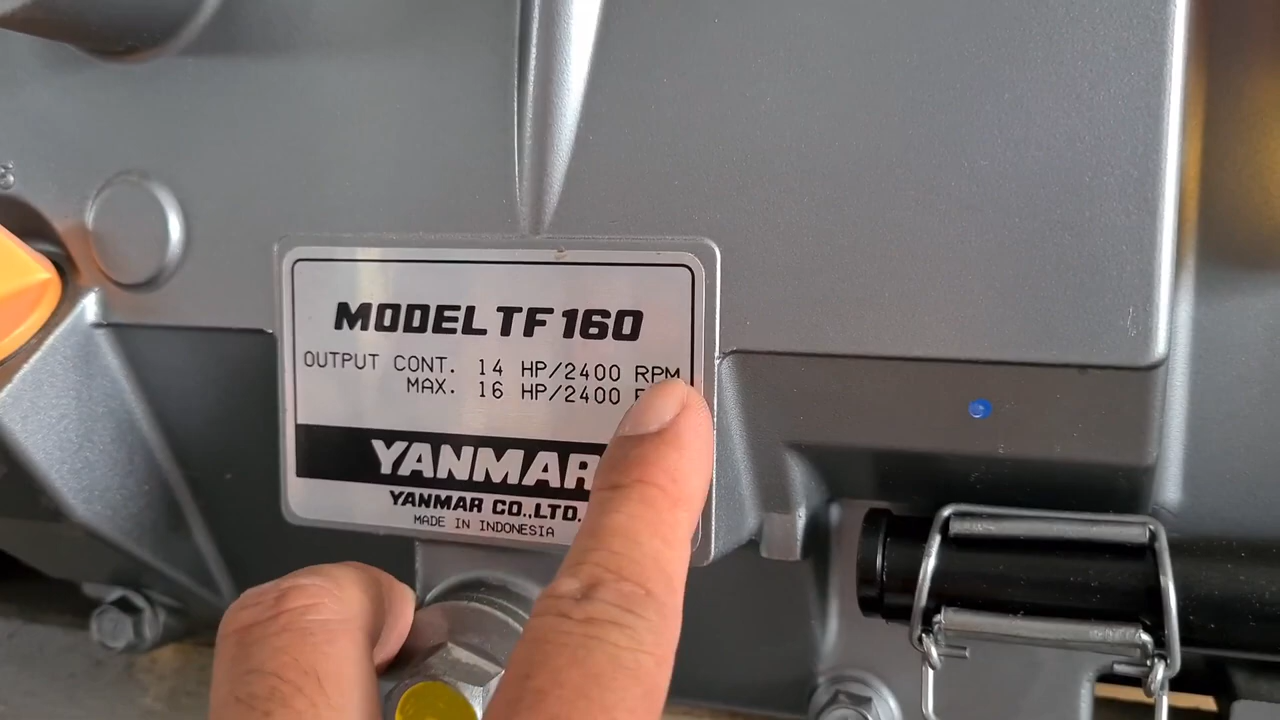 MODEL TF 160
OUTPUT CONT. 14 HP/2400 RPM
MAX. 16 HP/2400
YANMAR
YANMAR CO.,LTD.
MADE IN INDONESIA